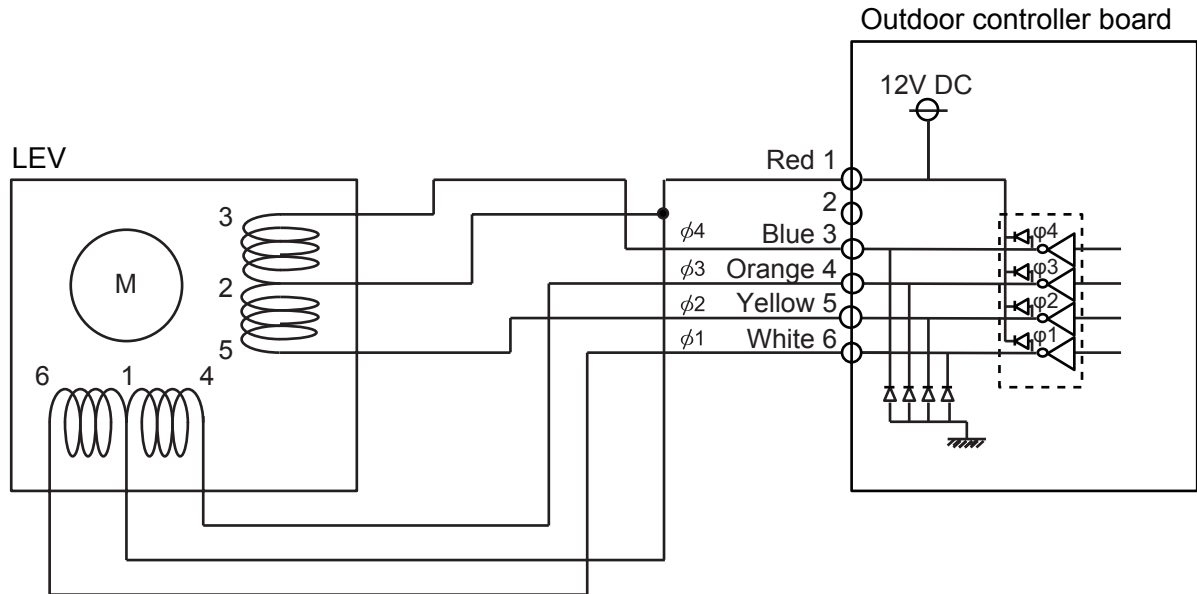 Outdoor controller board
12V DC
LEV
Red 1
2
ϕ4 Blue 3
ϕ3 Orange 4
ϕ2 Yellow 5
ϕ1 White 6
φ4
φ3
φ2
φ1
3
2
5
M
6 1 4